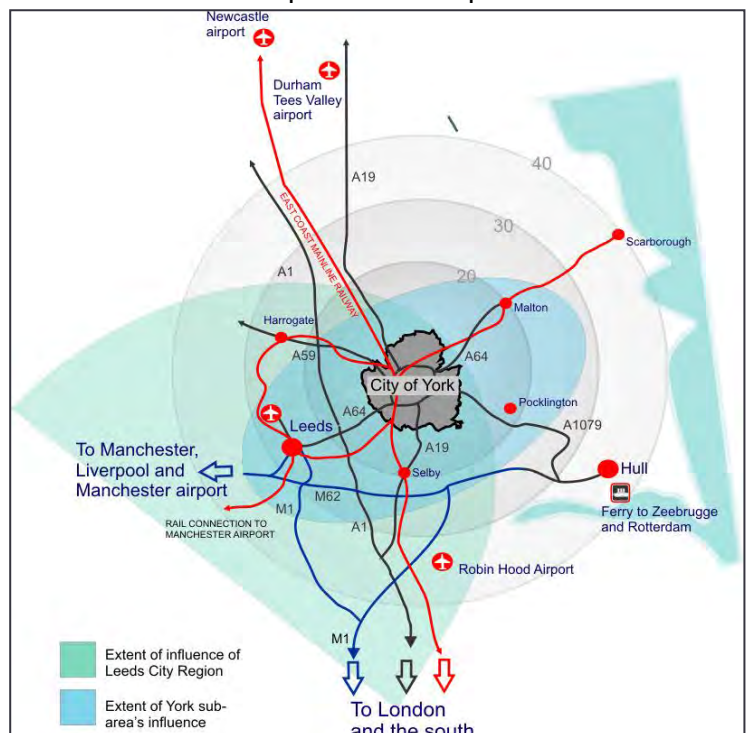 Newcastle
airport
Durham
Tees Valley
airport
A19
40
30
20
EAST COAST MAINLINE RAILWAY
A1
Scarborough
Malton
Harrogate
A59
A64
City of York
Pocklington
A64
A1079
Leeds
A19
To Manchester,
Liverpool and
Manchester airport
Selby
Hull
M62
M1
A1
Ferry to Zeebrugge
and Rotterdam
RAIL CONNECTION TO
MANCHESTER AIRPORT
Robin Hood Airport
M1
Extent of influence of
Leeds City Region
Extent of York sub-
area's influence
To London
and the south